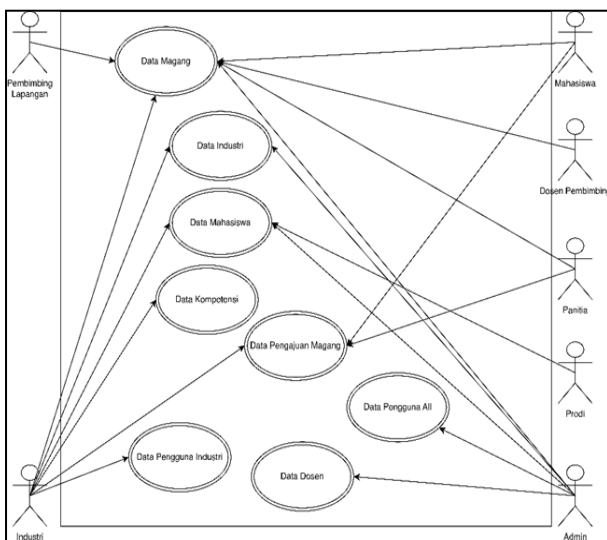 Pembimbing
Lapangan
Data Magang
Mahasiswa
Data Industri
Dosen Pembimbing
Data Mahasiswa
Data Kompetensi
Panitia
Data Pengajuan Magang
Prodi
Data Pongguna All
Data Pengguna Industri
Data Dosen
Industri
Admin